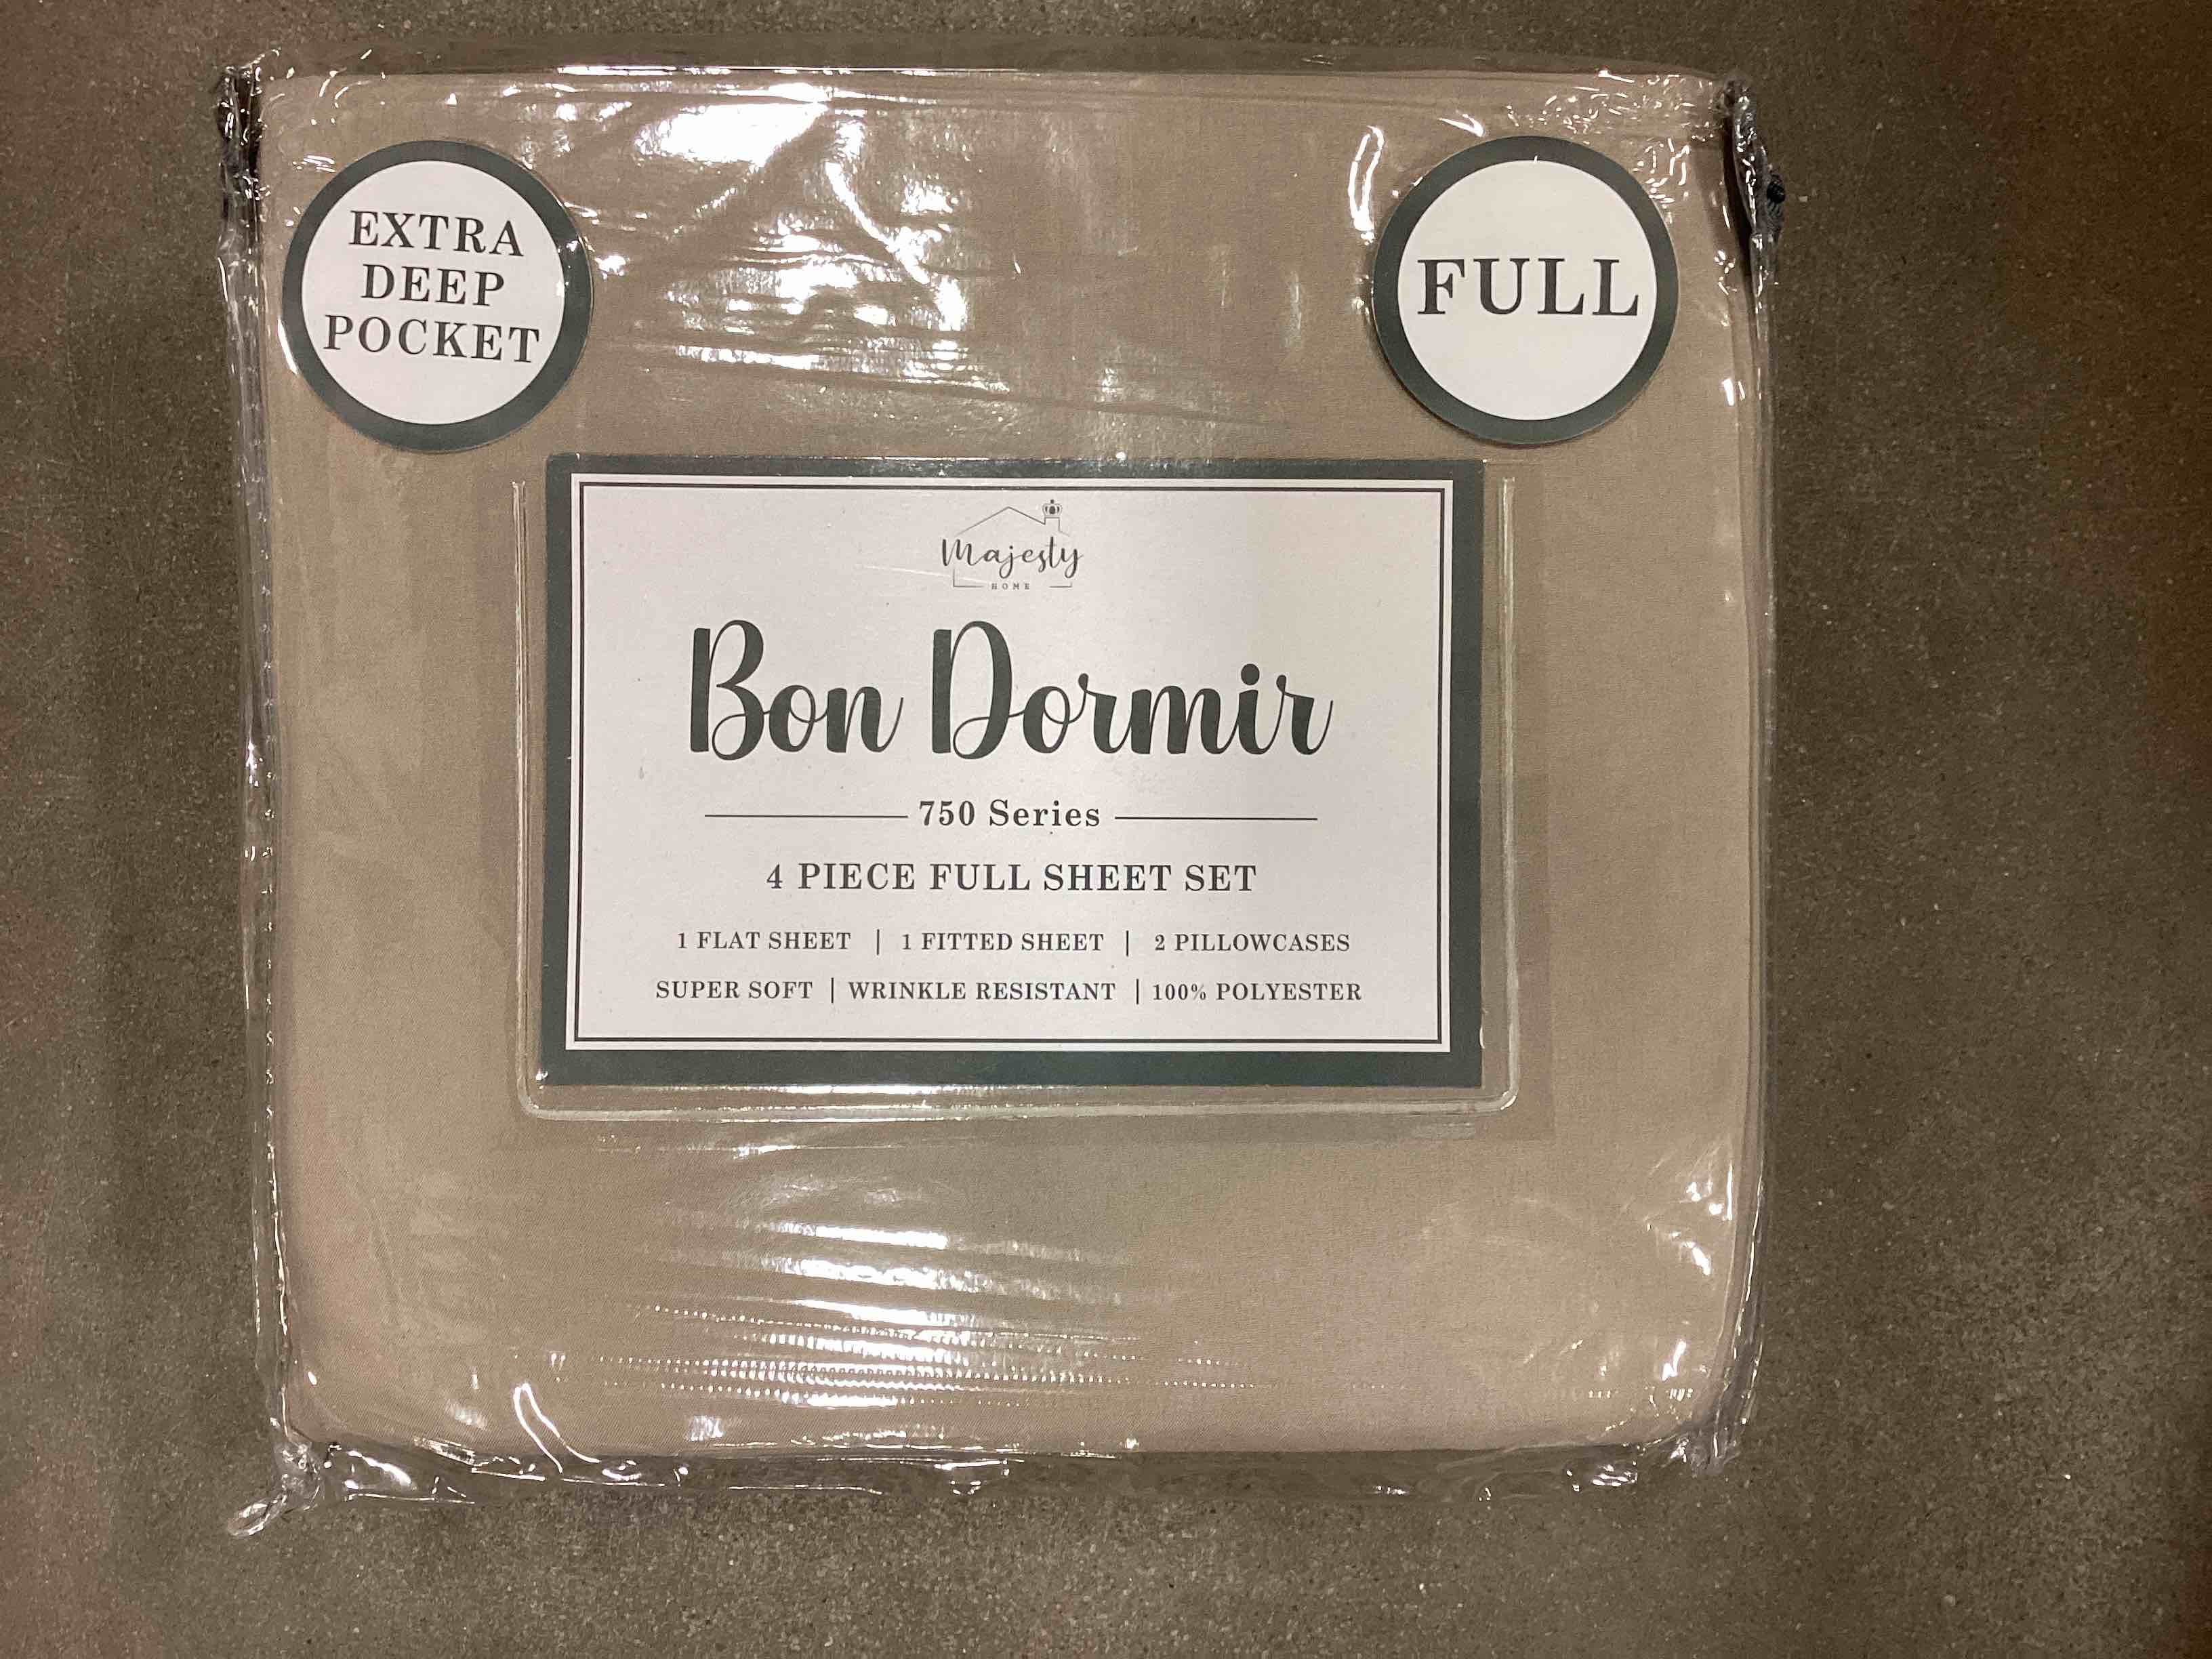 EXTRA
DEEP
POCKET
FULL
Majesty
HOME
Bon Dormir
750 Series
4 PIECE FULL SHEET SET
1 FLAT SHEET | 1 FITTED SHEET | 2 PILLOWCASES
SUPER SOFT | WRINKLE RESISTANT | 100% POLYESTER